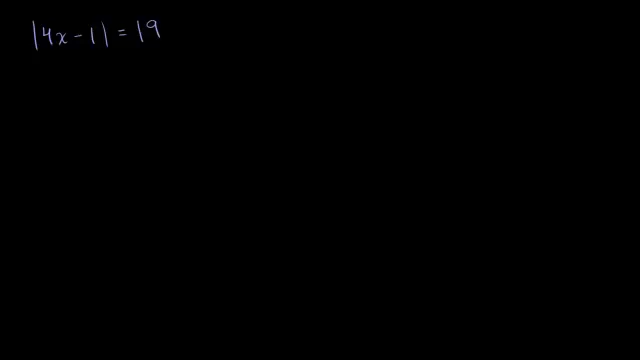 |4x-1| = 19